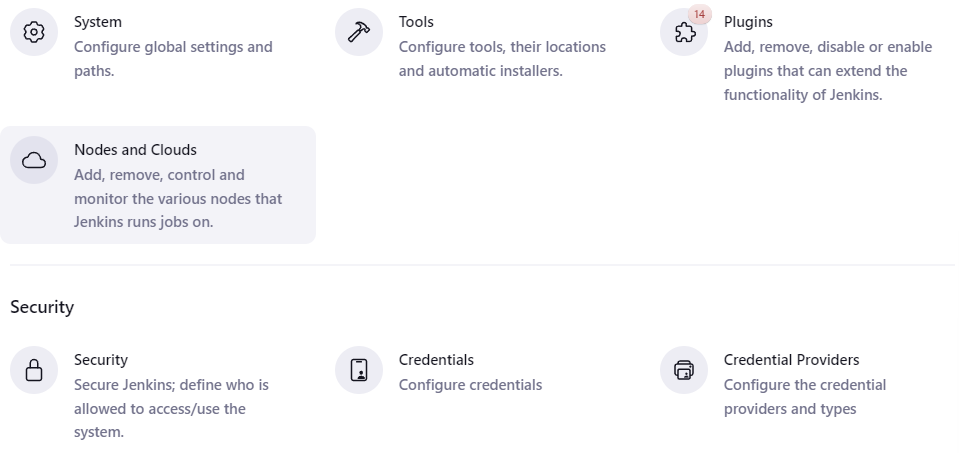 System
Configure global settings and
paths.
Tools
Configure tools, their locations
and automatic installers.
14
Plugins
Add, remove, disable or enable
plugins that can extend the
functionality of Jenkins.
Nodes and Clouds
Add, remove, control and
monitor the various nodes that
Jenkins runs jobs on.
Security
Security
Secure Jenkins; define who is
allowed to access/use the
system.
Credentials
Configure credentials
Credential Providers
Configure the credential
providers and types